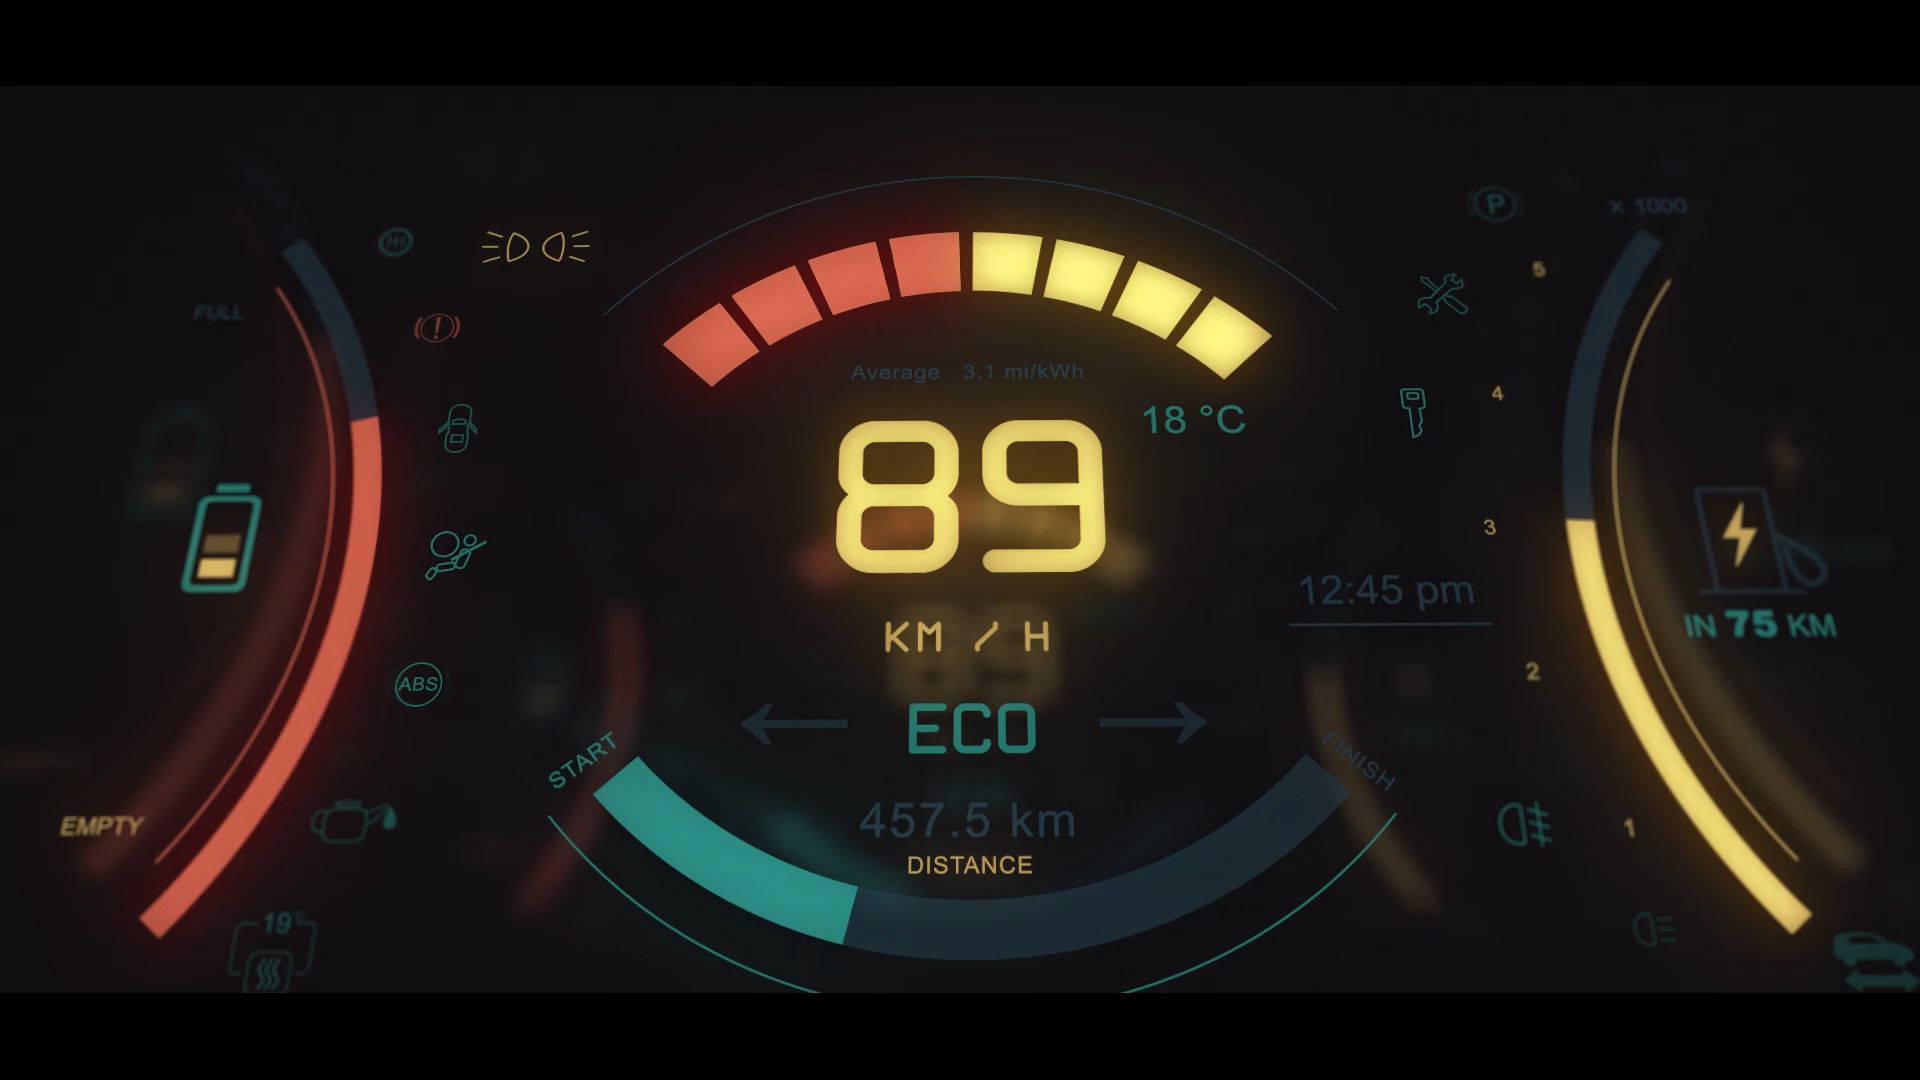 P
x 1000
5
FULL
Average 3.1 mi/kWh
4
18 °C
89
3
12:45 pm
IN 75 KM
KM / H
2
ABS
ECO
START
FINISH
457.5 km
EMPTY
1
DISTANCE
19°